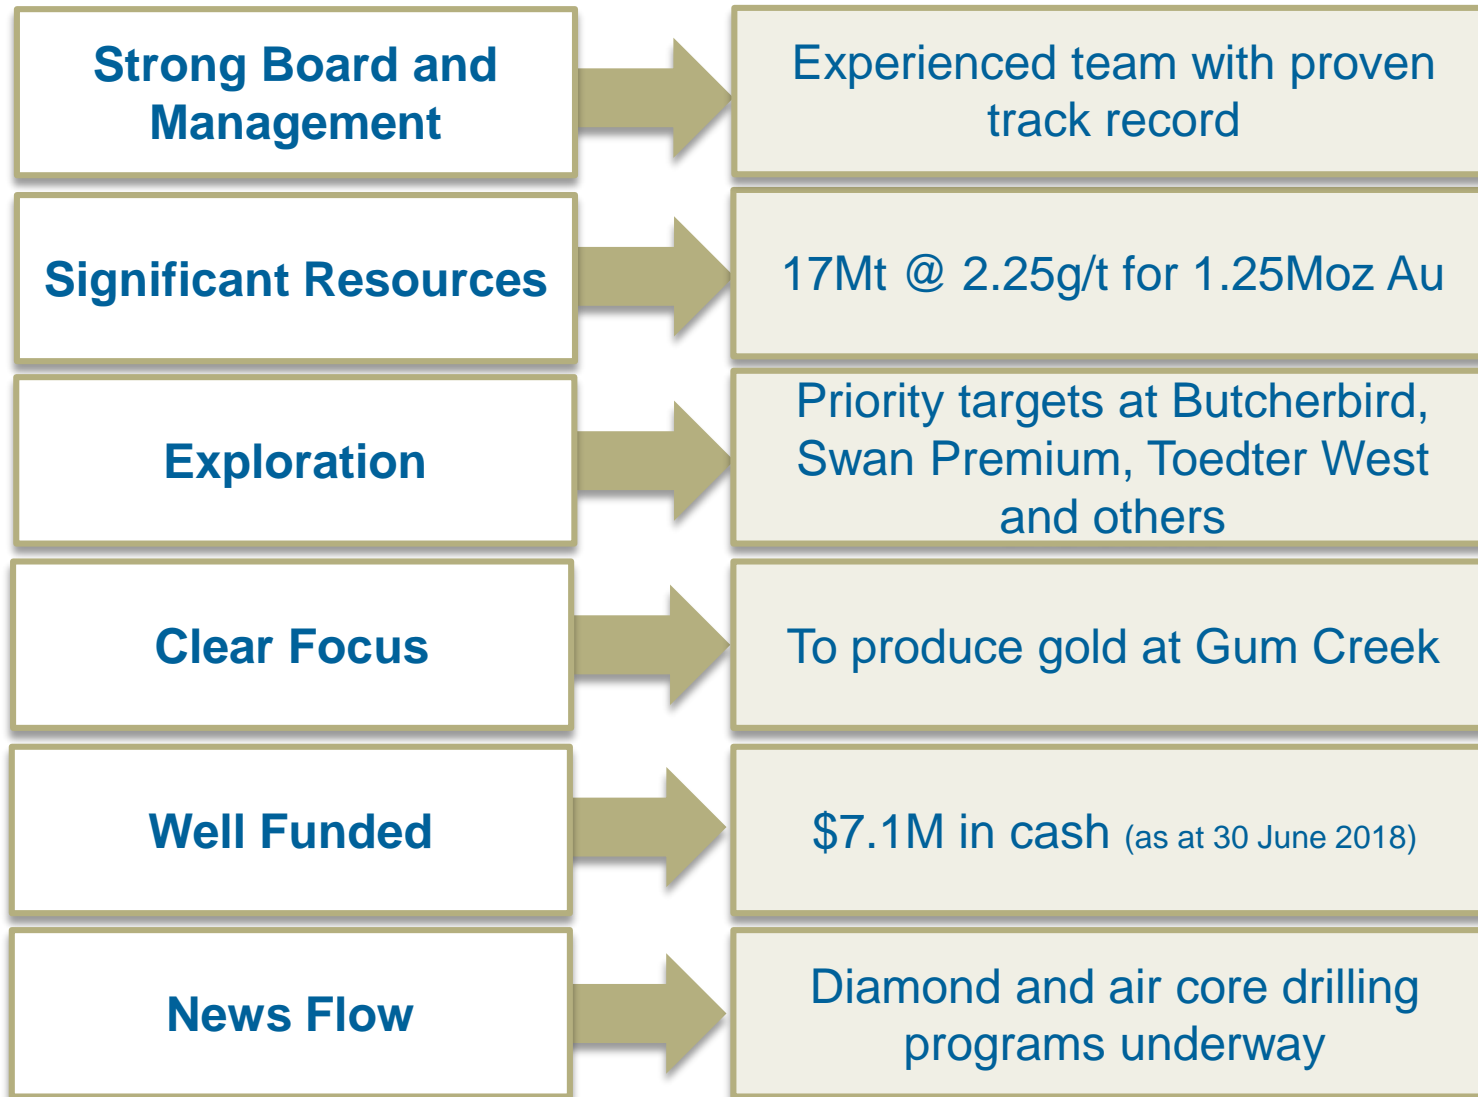 Strong Board and
Management
Experienced team with proven
track record
Significant Resources
17Mt @ 2.25g/t for 1.25Moz Au
Exploration
Priority targets at Butcherbird,
Swan Premium, Toedter West
and others
Clear Focus
To produce gold at Gum Creek
Well Funded
$7.1M in cash (as at 30 June 2018)
News Flow
Diamond and air core drilling
programs underway